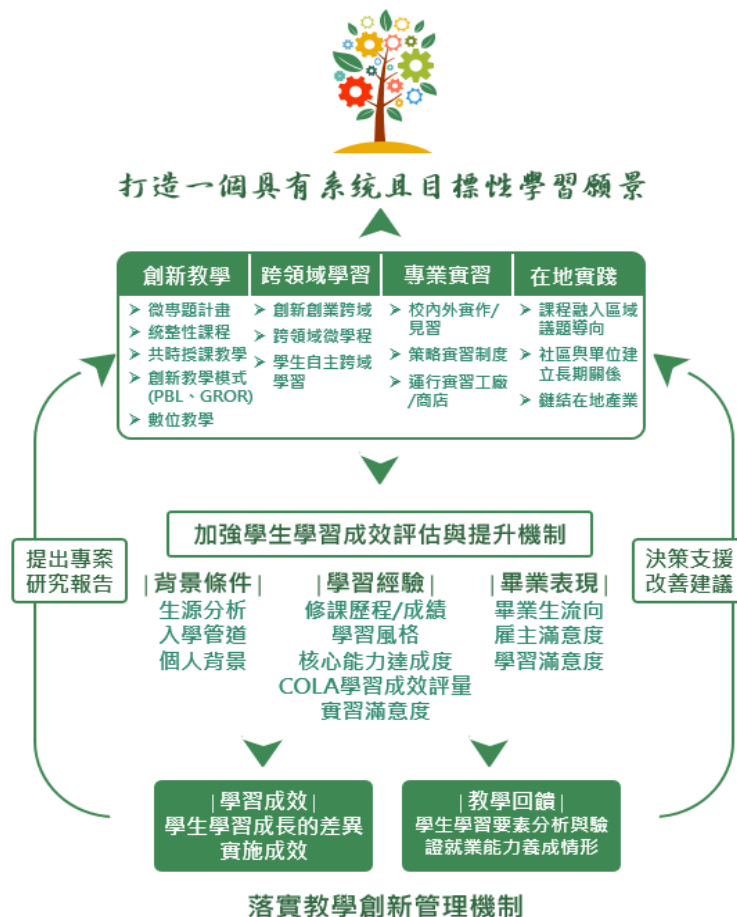 打造一個具有系統且目標性學習願景
創新教學
➤ 微專題計畫
➤ 統整性課程
➤ 共時授課教學
➤ 創新教學模式
(PBL、GROR)
➤ 數位教學
跨領域學習
➤ 創新創業跨域
➤ 跨領域微學程
➤ 學生自主跨域
學習
專業實習
➤ 校內外實作/
見習
➤ 策略實習制度
➤ 運行實習工廠
/商店
在地實踐
➤ 課程融入區域
議題導向
➤ 社區與單位建
立長期關係
➤ 鏈結在地產業
加強學生學習成效評估與提升機制
提出專案
研究報告
決策支援
改善建議
|背景條件|
生源分析
入學管道
個人背景
|學習經驗|
修課歷程/成績
學習風格
核心能力達成度
COLA學習成效評量
實習滿意度
|畢業表現|
畢業生流向
雇主滿意度
學習滿意度
|學習成效|
學生學習成長的差異
實施成效
|教學回饋|
學生學習要素分析與驗
證就業能力養成情形
落實教學創新管理機制